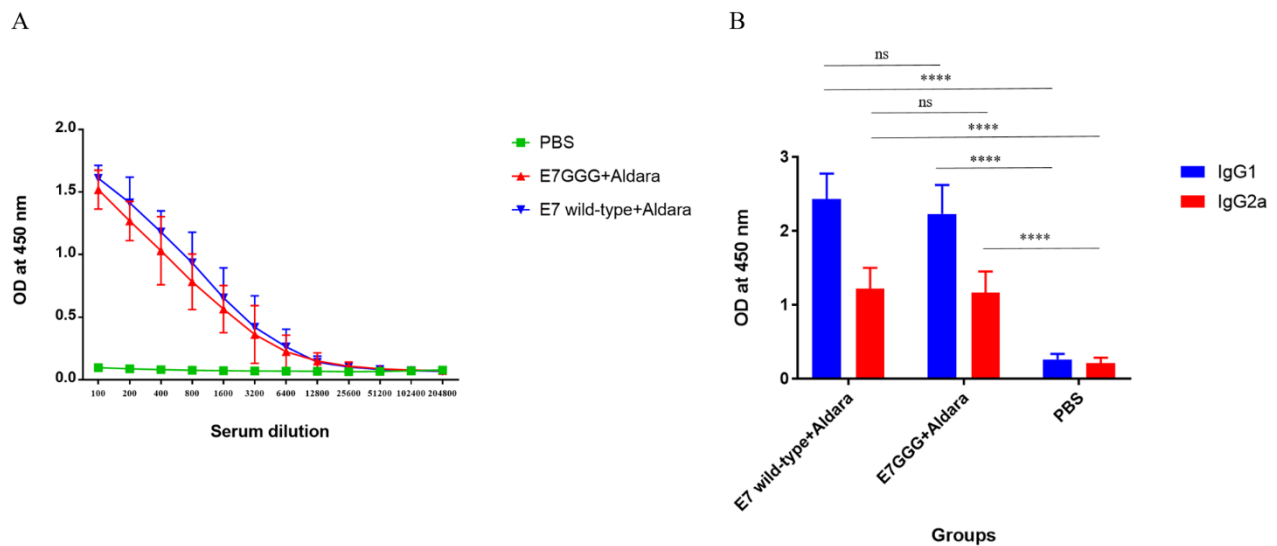 A
B
2.0
1.5
1.0
0.5
0.0
OD at 450 nm
100 200 400 800 1600 3200 6400 12800 25600 51200 102400 204800
Serum dilution
PBS
E7GGG+Aldara
E7 wild-type+Aldara
ns
****
ns
****
****
****
3
2
1
0
OD at 450 nm
E7 wild-type+Aldara
E7GGG+Aldara
PBS
Groups
IgG1
IgG2a